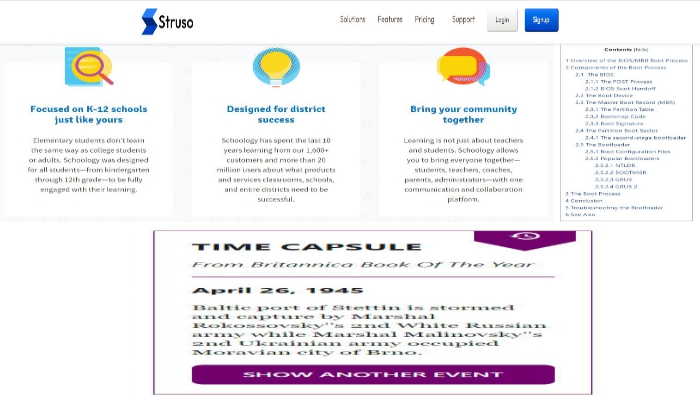 Struso
Solutions Features Pricing Support Login Signup
Focused on K-12 schools
just like yours
Elementary students don't learn
the same way as college students
or adults. Schoology was designed
for all students—from kindergarten
through 12th grade—to be fully
engaged with their learning.
Designed for district
success
Schoology has spent the last 10
years learning from our 1,600+
customers and more than 20
million users about what products
and services classrooms, schools,
and entire districts need to be
successful.
Bring your community
together
Learning is not just about teachers
and students. Schoology allows
you to bring everyone together—
students, teachers, coaches,
parents, administrators—with one
communication and collaboration
platform.
Contents [hide]
1 Overview of the BIOS/MBR Boot Process
2 Components of the Boot Process
2.1 The BIOS
2.1.1 The POST Process
2.1.2 BIOS Boot Handoff
2.2 The Boot Device
2.3 The Master Boot Record (MBR)
2.3.1 The Partition Table
2.3.2 Bootstrap Code
2.3.3 Boot Signature
2.4 The Partition Boot Sector
2.4.1 The second-stage bootloader
2.5 The Bootloader
2.5.1 Boot Configuration Files
2.5.2 Popular Bootloaders
2.5.2.1 NTLDR
2.5.2.2 BOOTMGR
2.5.2.3 GRUB
2.5.2.4 GRUB 2
3 The Boot Process
4 Conclusion
5 Troubleshooting the Bootloader
6 See Also
TIME CAPSULE
From Britannica Book Of The Year
April 26, 1945
Baltic port of Stettin is stormed
and capture by Marshal
Rokossovsky''s 2nd White Russian
army while Marshal Malinovsky''s
2nd Ukrainian army occupied
Moravian city of Brno.
SHOW ANOTHER EVENT